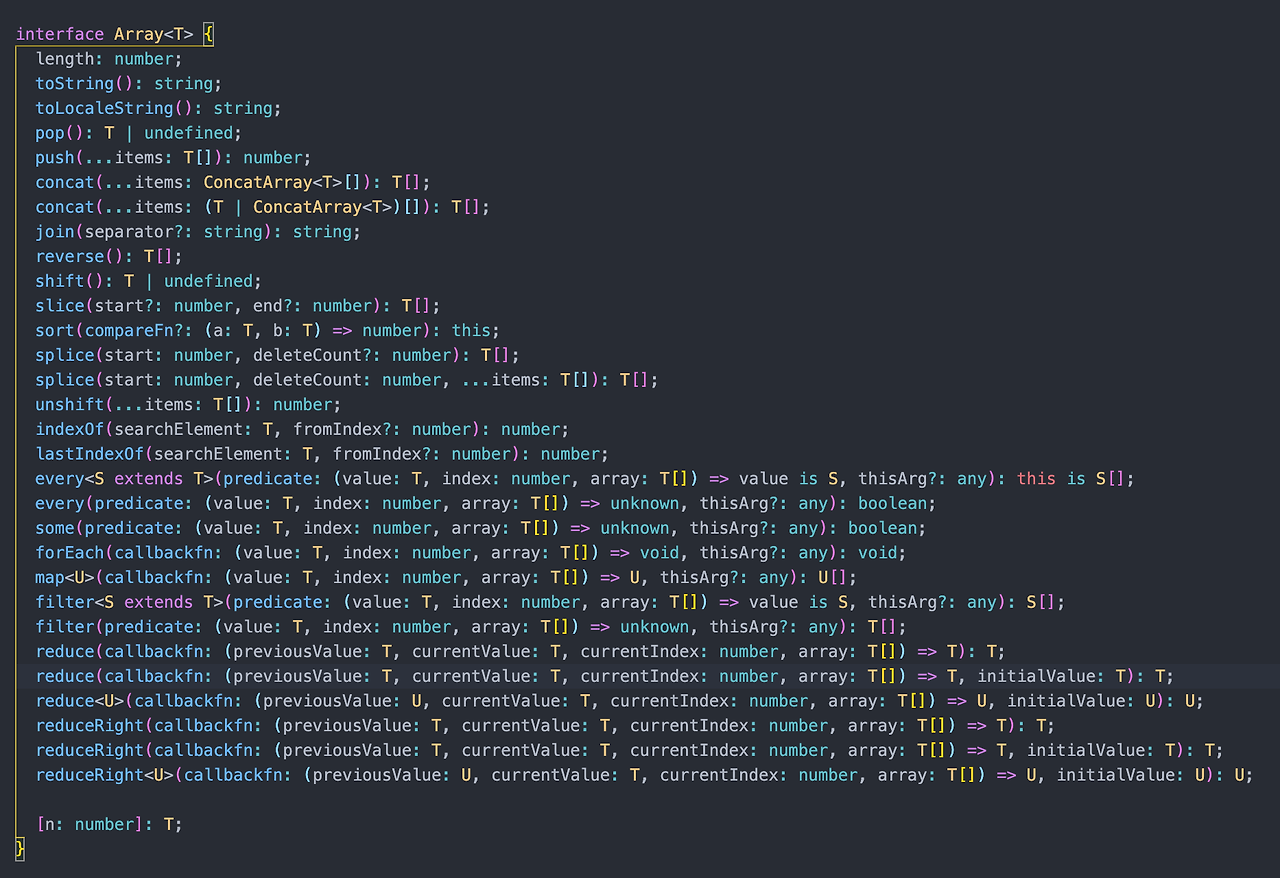 interface Array<T> {
length: number;
toString(): string;
toLocaleString(): string;
pop(): T | undefined;
push(...items: T[]): number;
concat(...items: ConcatArray<T>[]): T[];
concat(...items: (T | ConcatArray<T>)[]): T[];
join(separator?: string): string;
reverse(): T[];
shift(): T | undefined;
slice(start?: number, end?: number): T[];
sort(compareFn?: (a: T, b: T) => number): this;
splice(start: number, deleteCount?: number): T[];
splice(start: number, deleteCount: number, ...items: T[]): T[];
unshift(...items: T[]): number;
indexOf(searchElement: T, fromIndex?: number): number;
lastIndexOf(searchElement: T, fromIndex?: number): number;
every<S extends T>(predicate: (value: T, index: number, array: T[]) => value is S, thisArg?: any): this is S[];
every(predicate: (value: T, index: number, array: T[]) => unknown, thisArg?: any): boolean;
some(predicate: (value: T, index: number, array: T[]) => unknown, thisArg?: any): boolean;
forEach(callbackfn: (value: T, index: number, array: T[]) => void, thisArg?: any): void;
map<U>(callbackfn: (value: T, index: number, array: T[]) => U, thisArg?: any): U[];
filter<S extends T>(predicate: (value: T, index: number, array: T[]) => value is S, thisArg?: any): S[];
filter(predicate: (value: T, index: number, array: T[]) => unknown, thisArg?: any): T[];
reduce(callbackfn: (previousValue: T, currentValue: T, currentIndex: number, array: T[]) => T): T;
reduce(callbackfn: (previousValue: T, currentValue: T, currentIndex: number, array: T[]) => T, initialValue: T): T;
reduce<U>(callbackfn: (previousValue: U, currentValue: T, currentIndex: number, array: T[]) => U, initialValue: U): U;
reduceRight(callbackfn: (previousValue: T, currentValue: T, currentIndex: number, array: T[]) => T): T;
reduceRight(callbackfn: (previousValue: T, currentValue: T, currentIndex: number, array: T[]) => T, initialValue: T): T;
reduceRight<U>(callbackfn: (previousValue: U, currentValue: T, currentIndex: number, array: T[]) => U, initialValue: U): U;
[n: number]: T;
}